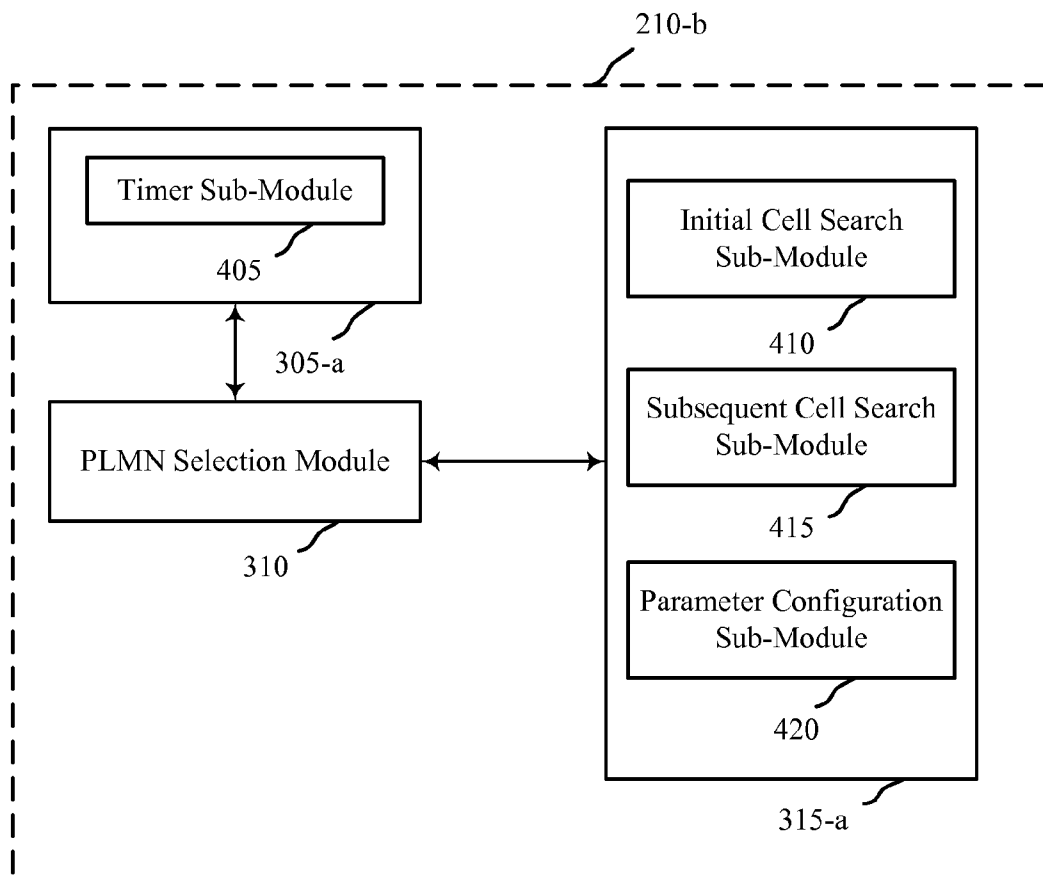 210-b
Timer Sub-Module
405
305-a
PLMN Selection Module
310
Initial Cell Search
Sub-Module
410
Subsequent Cell Search
Sub-Module
415
Parameter Configuration
Sub-Module
420
315-a